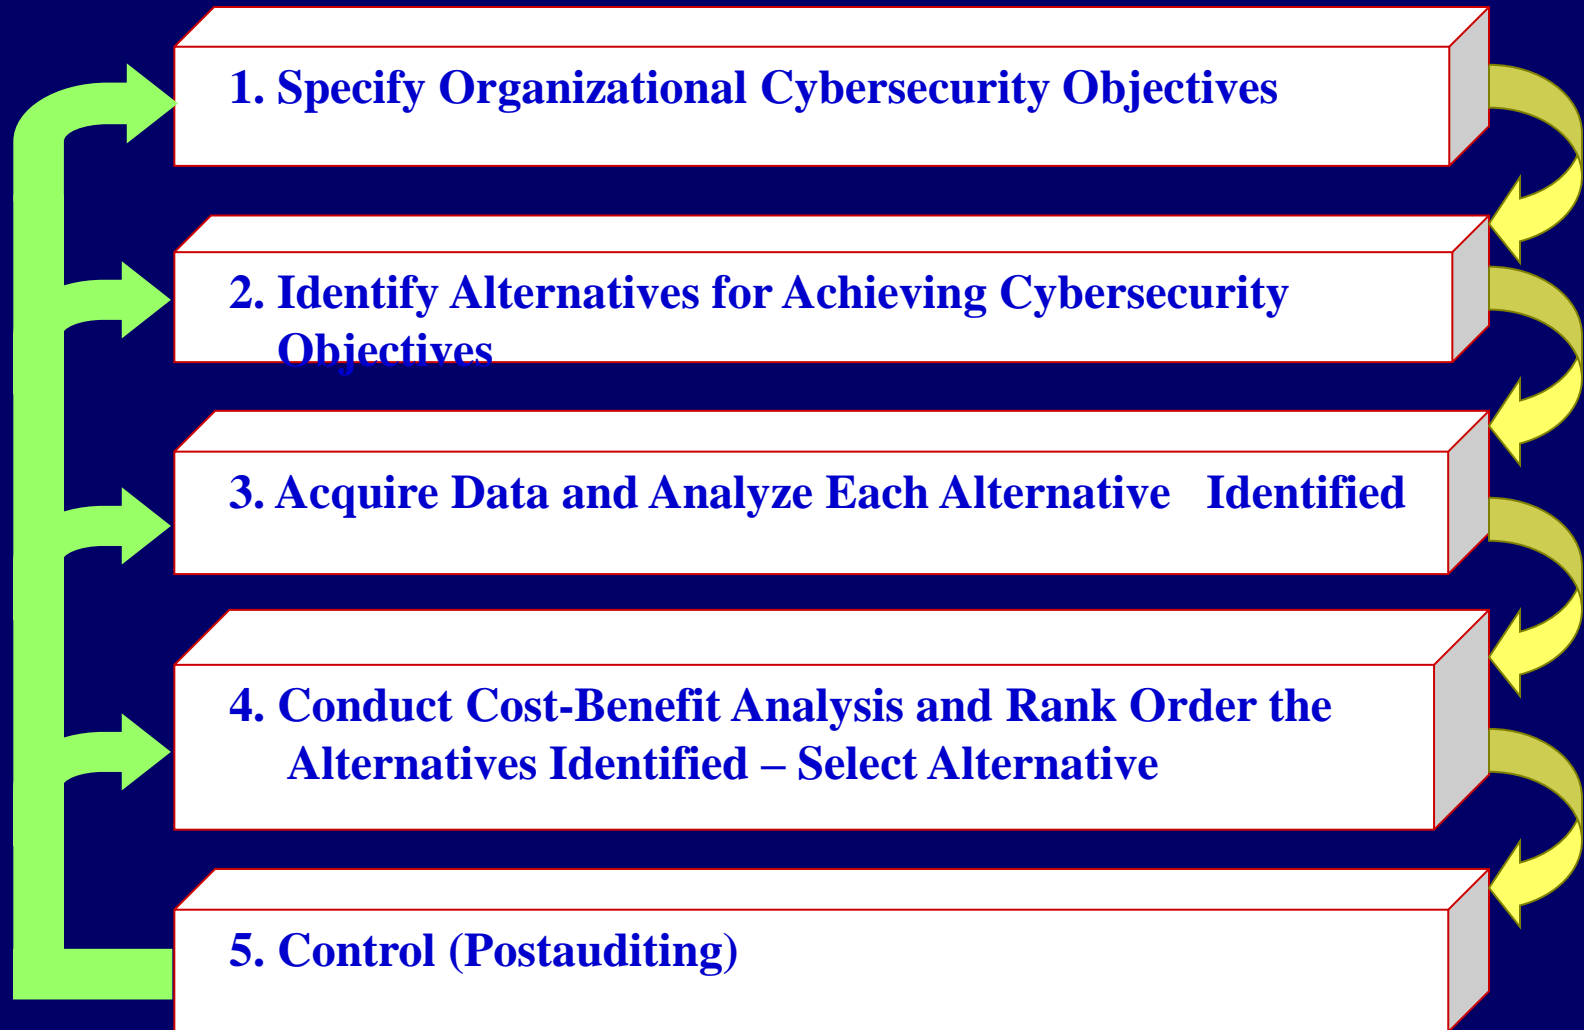 1. Specify Organizational Cybersecurity Objectives
2. Identify Alternatives for Achieving Cybersecurity
Objectives
3. Acquire Data and Analyze Each Alternative   Identified
4. Conduct Cost-Benefit Analysis and Rank Order the
Alternatives Identified – Select Alternative
5. Control (Postauditing)